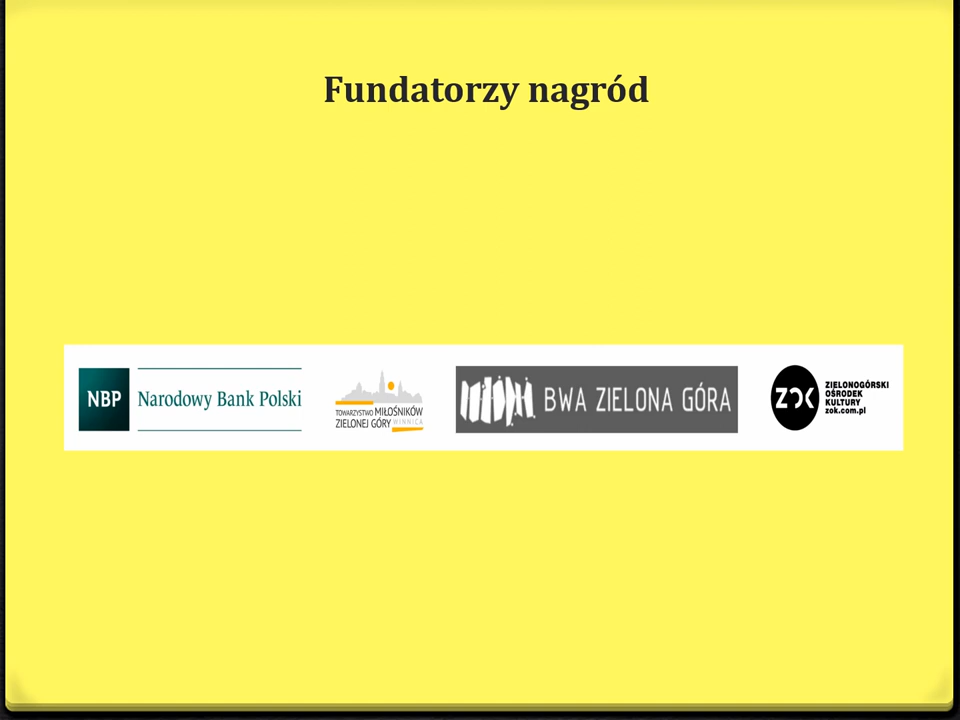 Fundatorzy nagród
NBP
Narodowy Bank Polski
TOWARZYSTWO MIŁOŚNIKÓW
ZIELONEJ GÓRY WINNICA
BWA ZIELONA GÓRA
ZOK
ZIELONOGÓRSKI
OŚRODEK
KULTURY
zok.com.pl